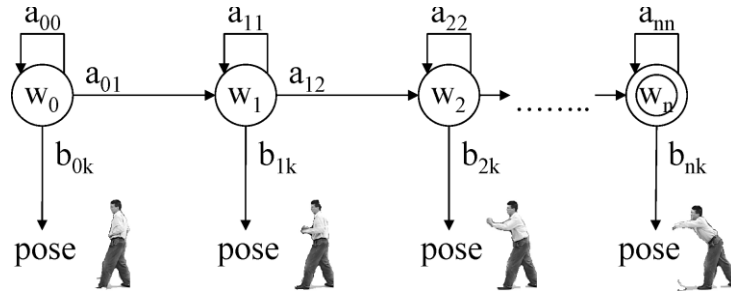 a₀₀ a₁₁ a₂₂ aₙₙ
w₀ a₀₁ w₁ a₁₂ w₂ ........ wₙ
b₀ₖ b₁ₖ b₂ₖ bₙₖ
pose pose pose pose